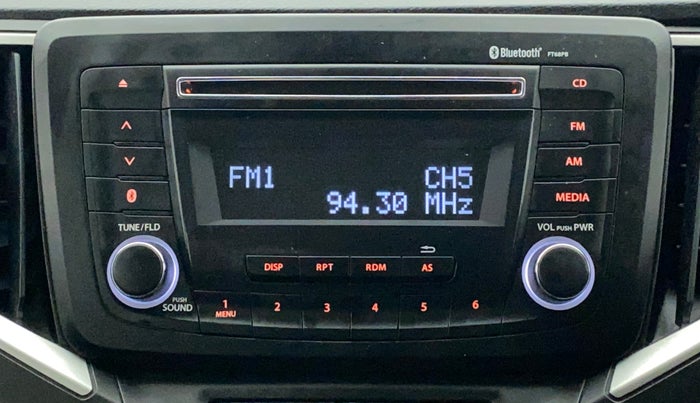 Bluetooth® FT68PB
CD
FM
AM
MEDIA
FM1 CH5
94.30 MHz
TUNE/FLD
VOL PUSH PWR
DISP RPT RDM AS
PUSH
SOUND
1 2 3 4 5 6
MENU